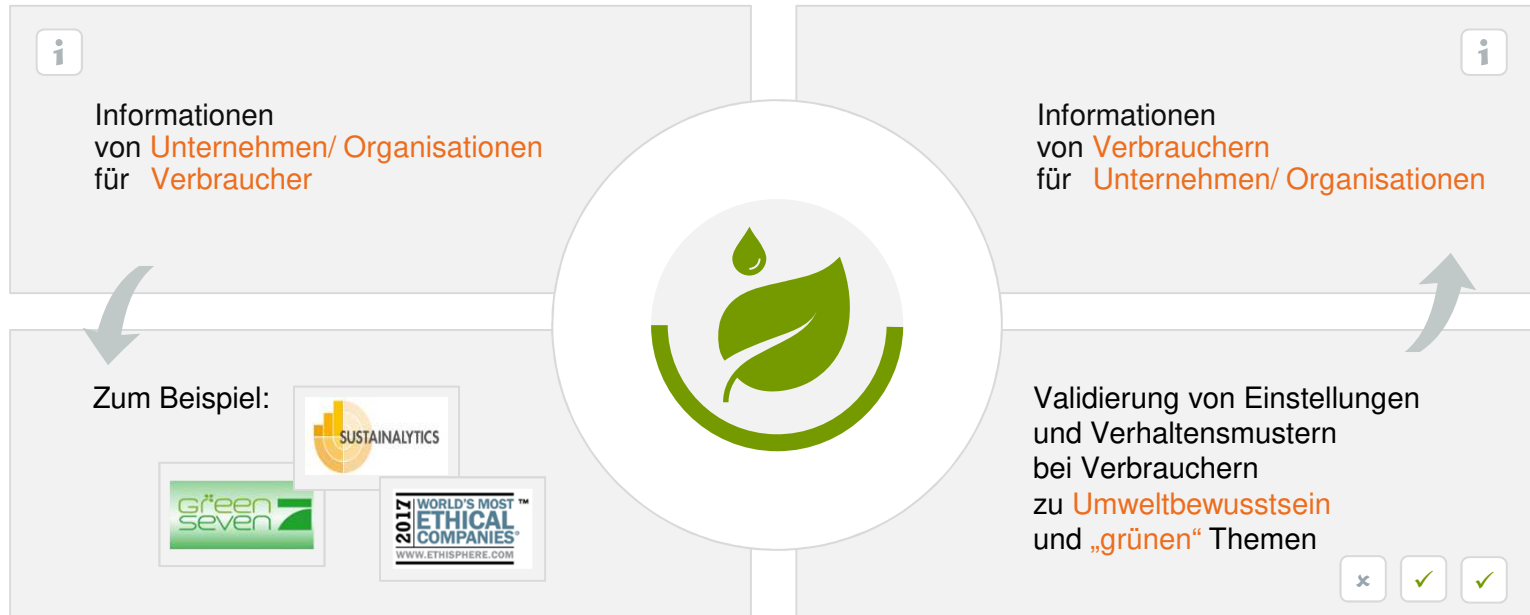 i
Informationen
von Unternehmen/ Organisationen
für Verbraucher
i
Informationen
von Verbrauchern
für Unternehmen/ Organisationen
Zum Beispiel:
SUSTAINALYTICS
green
seven
2017
WORLD'S MOST ™
ETHICAL
COMPANIES®
WWW.ETHISPHERE.COM
Validierung von Einstellungen
und Verhaltensmustern
bei Verbrauchern
zu Umweltbewusstsein
und „grünen“ Themen